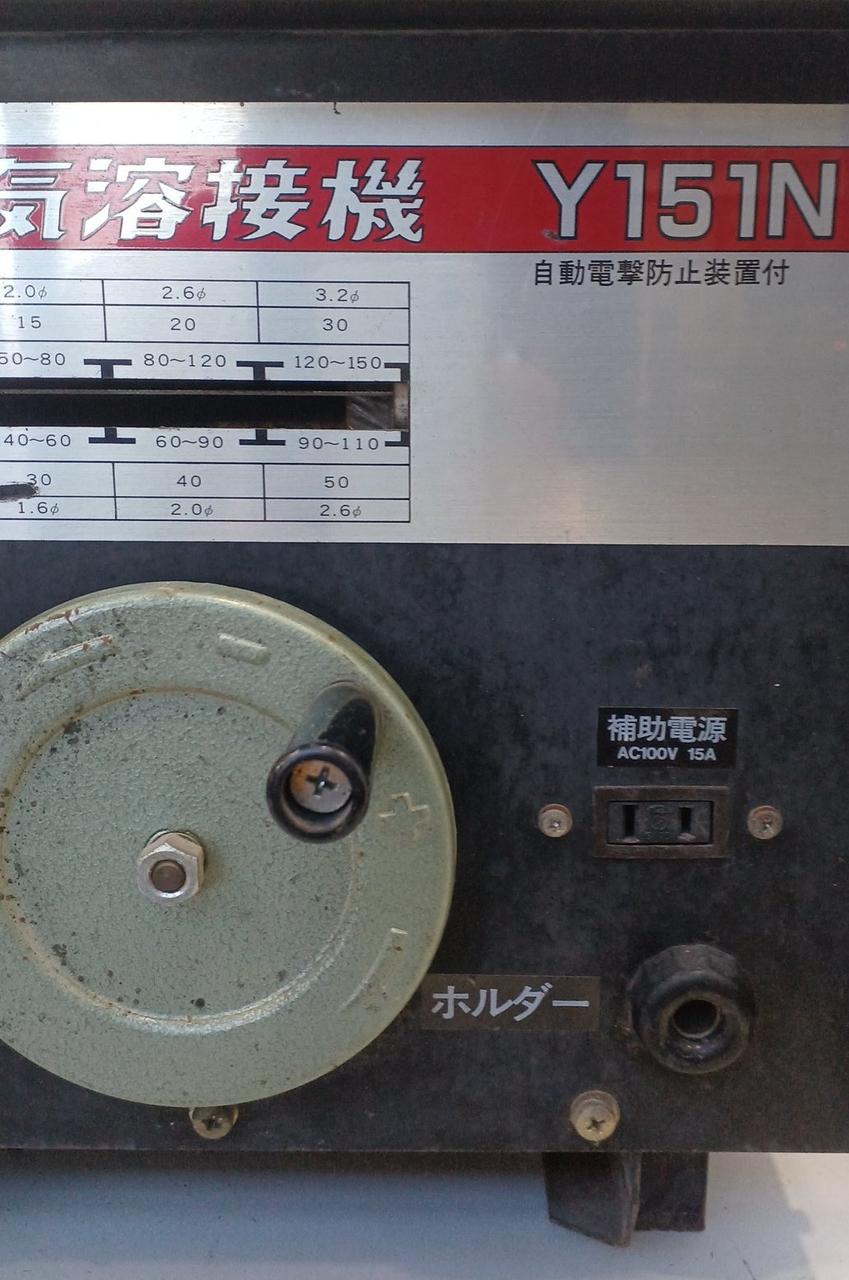 気溶接機 Y151N
自動電撃防止装置付
2.0φ 2.6φ 3.2φ
15 20 30
50～80 80～120 120～150
40～60 60～90 90～110
30 40 50
1.6φ 2.0φ 2.6φ
補助電源
AC100V 15A
ホルダー